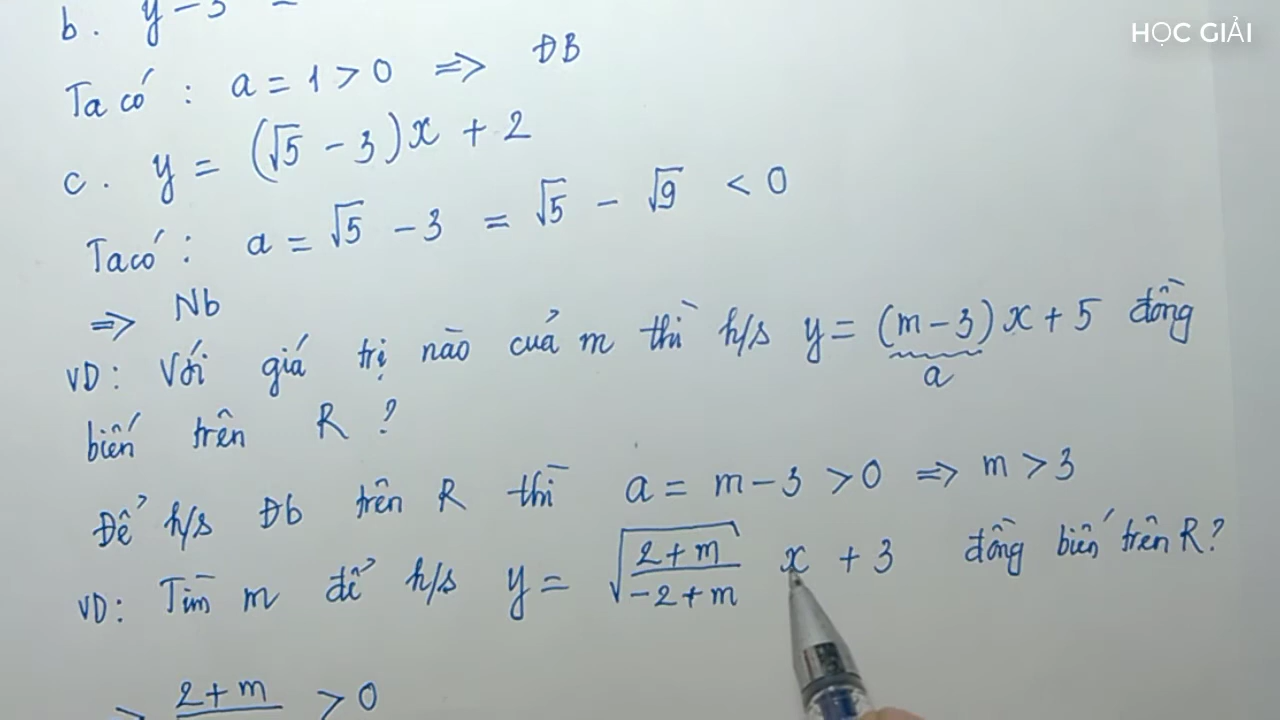 HỌC GIẢI
b. y - 3 =
Ta có : a = 1 > 0 => ĐB
c. y = (√5 - 3)x + 2
Ta có : a = √5 - 3 = √5 - √9 < 0
=> Nb
VD: Với giá trị nào của m thì h/s y = (m - 3)x + 5 đồng
a
biến trên R ?
Để h/s Đb trên R thì a = m - 3 > 0 => m > 3
VD: Tìm m để h/s y = √((2 + m)/(-2 + m)) x + 3 đồng biến trên R?
2 + m > 0